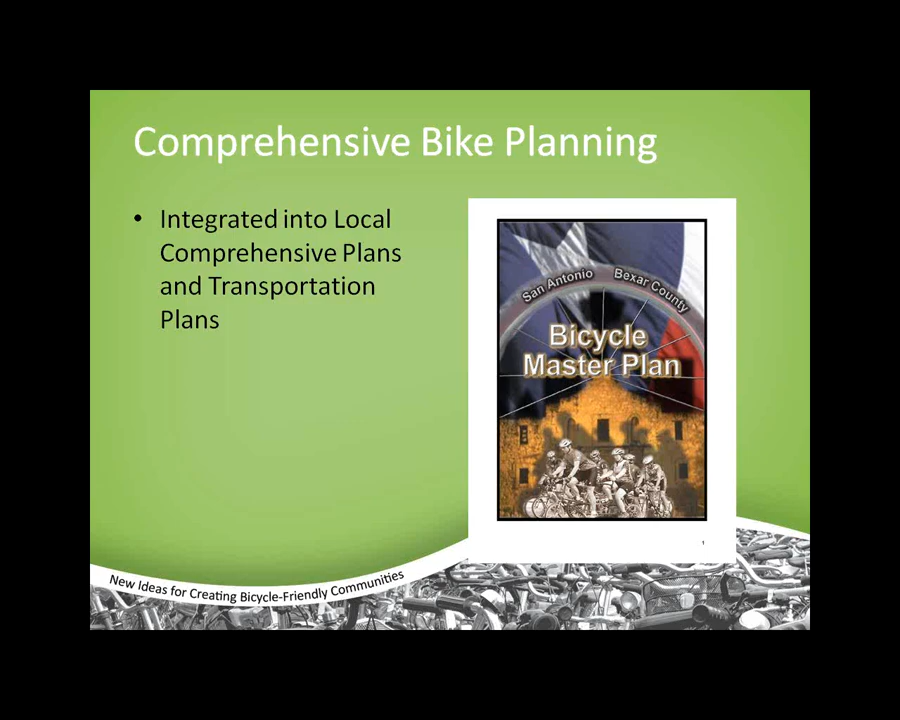 Comprehensive Bike Planning
• Integrated into Local
Comprehensive Plans
and Transportation
Plans
San Antonio Bexar County
Bicycle
Master Plan
1
New Ideas for Creating Bicycle-Friendly Communities